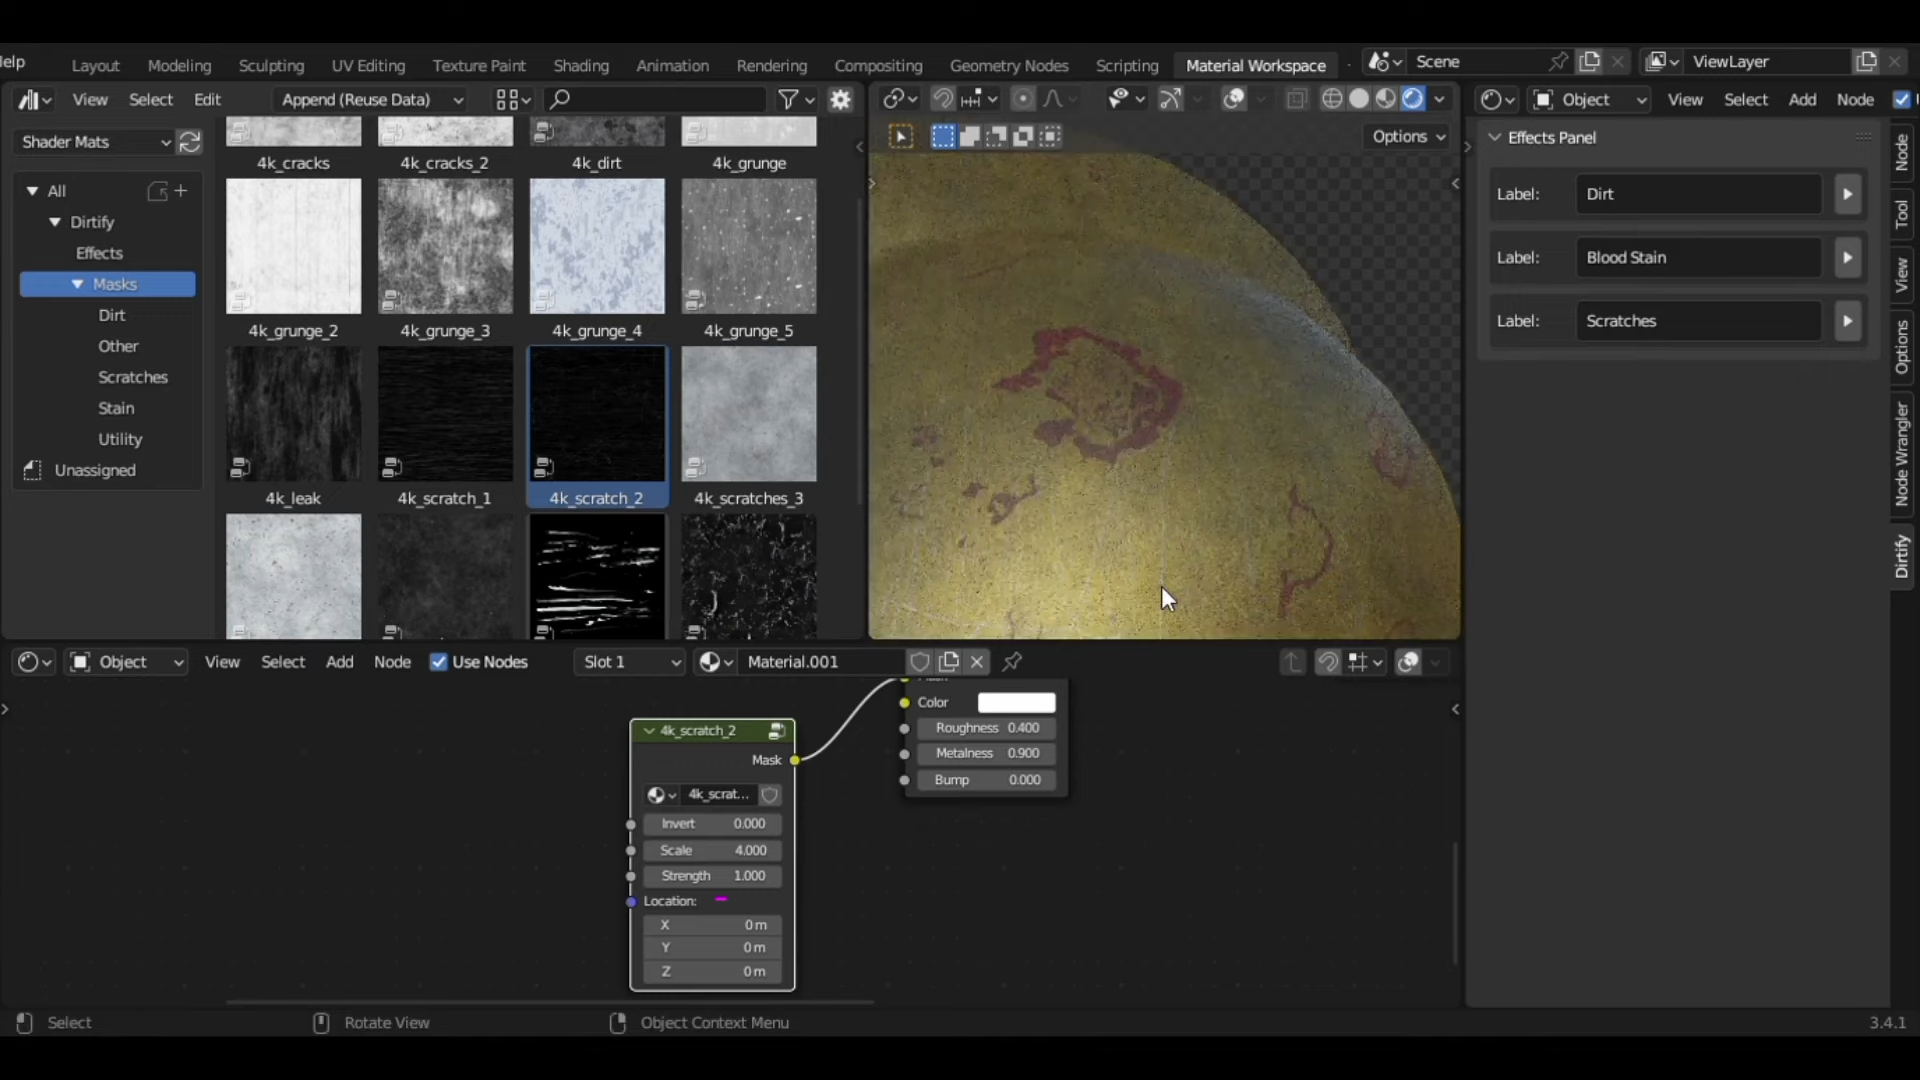 Help
Layout Modeling Sculpting UV Editing Texture Paint Shading Animation Rendering Compositing Geometry Nodes Scripting Material Workspace
Scene
ViewLayer
View Select Edit Append (Reuse Data)
Options
Object View Select Add Node
Shader Mats
All
Dirtify
Effects
Masks
Dirt
Other
Scratches
Stain
Utility
Unassigned
4k_cracks 4k_cracks_2 4k_dirt 4k_grunge
4k_grunge_2 4k_grunge_3 4k_grunge_4 4k_grunge_5
4k_leak 4k_scratch_1 4k_scratch_2 4k_scratches_3
Effects Panel
Label: Dirt
Label: Blood Stain
Label: Scratches
Node
Tool
View
Options
Node Wrangler
Dirtify
Object View Select Add Node Use Nodes Slot 1 Material.001
4k_scratch_2
Mask
4k_scrat...
Invert 0.000
Scale 4.000
Strength 1.000
Location:
X 0 m
Y 0 m
Z 0 m
Color
Roughness 0.400
Metalness 0.900
Bump 0.000
Select Rotate View Object Context Menu 3.4.1